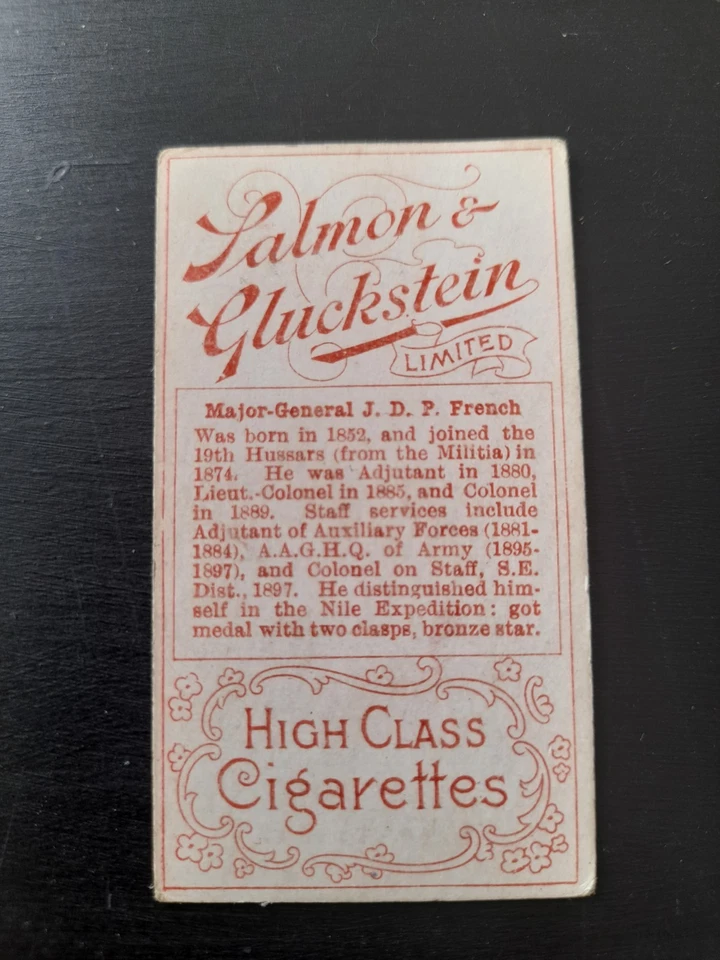 Salmon &
Gluckstein
LIMITED
Major-General J. D. P. French
Was born in 1852, and joined the
19th Hussars (from the Militia) in
1874. He was Adjutant in 1880,
Lieut.-Colonel in 1885, and Colonel
in 1889. Staff services include
Adjutant of Auxiliary Forces (1881-
1884), A.A.G.H.Q. of Army (1895-
1897), and Colonel on Staff, S.E.
Dist., 1897. He distinguished him-
self in the Nile Expedition: got
medal with two clasps, bronze star.
HIGH CLASS
Cigarettes